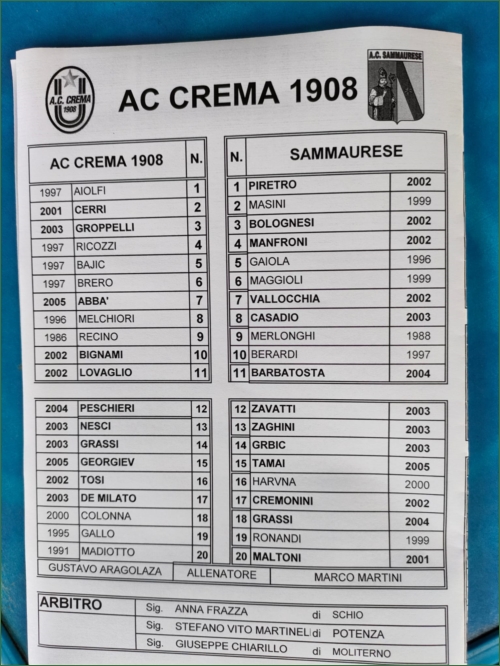 A.C. CREMA
1908
AC CREMA 1908
A.C. SAMMAURESE
AC CREMA 1908 N.
1997 AIOLFI 1
2001 CERRI 2
2003 GROPPELLI 3
1997 RICOZZI 4
1997 BAJIC 5
1997 BRERO 6
2005 ABBA' 7
1996 MELCHIORI 8
1986 RECINO 9
2002 BIGNAMI 10
2002 LOVAGLIO 11
N. SAMMAURESE
1 PIRETRO 2002
2 MASINI 1999
3 BOLOGNESI 2002
4 MANFRONI 2002
5 GAIOLA 1996
6 MAGGIOLI 1999
7 VALLOCCHIA 2002
8 CASADIO 2003
9 MERLONGHI 1988
10 BERARDI 1997
11 BARBATOSTA 2004
2004 PESCHIERI 12
2003 NESCI 13
2003 GRASSI 14
2005 GEORGIEV 15
2002 TOSI 16
2003 DE MILATO 17
2000 COLONNA 18
1995 GALLO 19
1991 MADIOTTO 20
12 ZAVATTI 2003
13 ZAGHINI 2003
14 GRBIC 2003
15 TAMAI 2005
16 HARVNA 2000
17 CREMONINI 2002
18 GRASSI 2004
19 RONANDI 1999
20 MALTONI 2001
GUSTAVO ARAGOLAZA ALLENATORE MARCO MARTINI
ARBITRO Sig. ANNA FRAZZA di SCHIO
Sig. STEFANO VITO MARTINELI di POTENZA
Sig. GIUSEPPE CHIARILLO di MOLITERNO